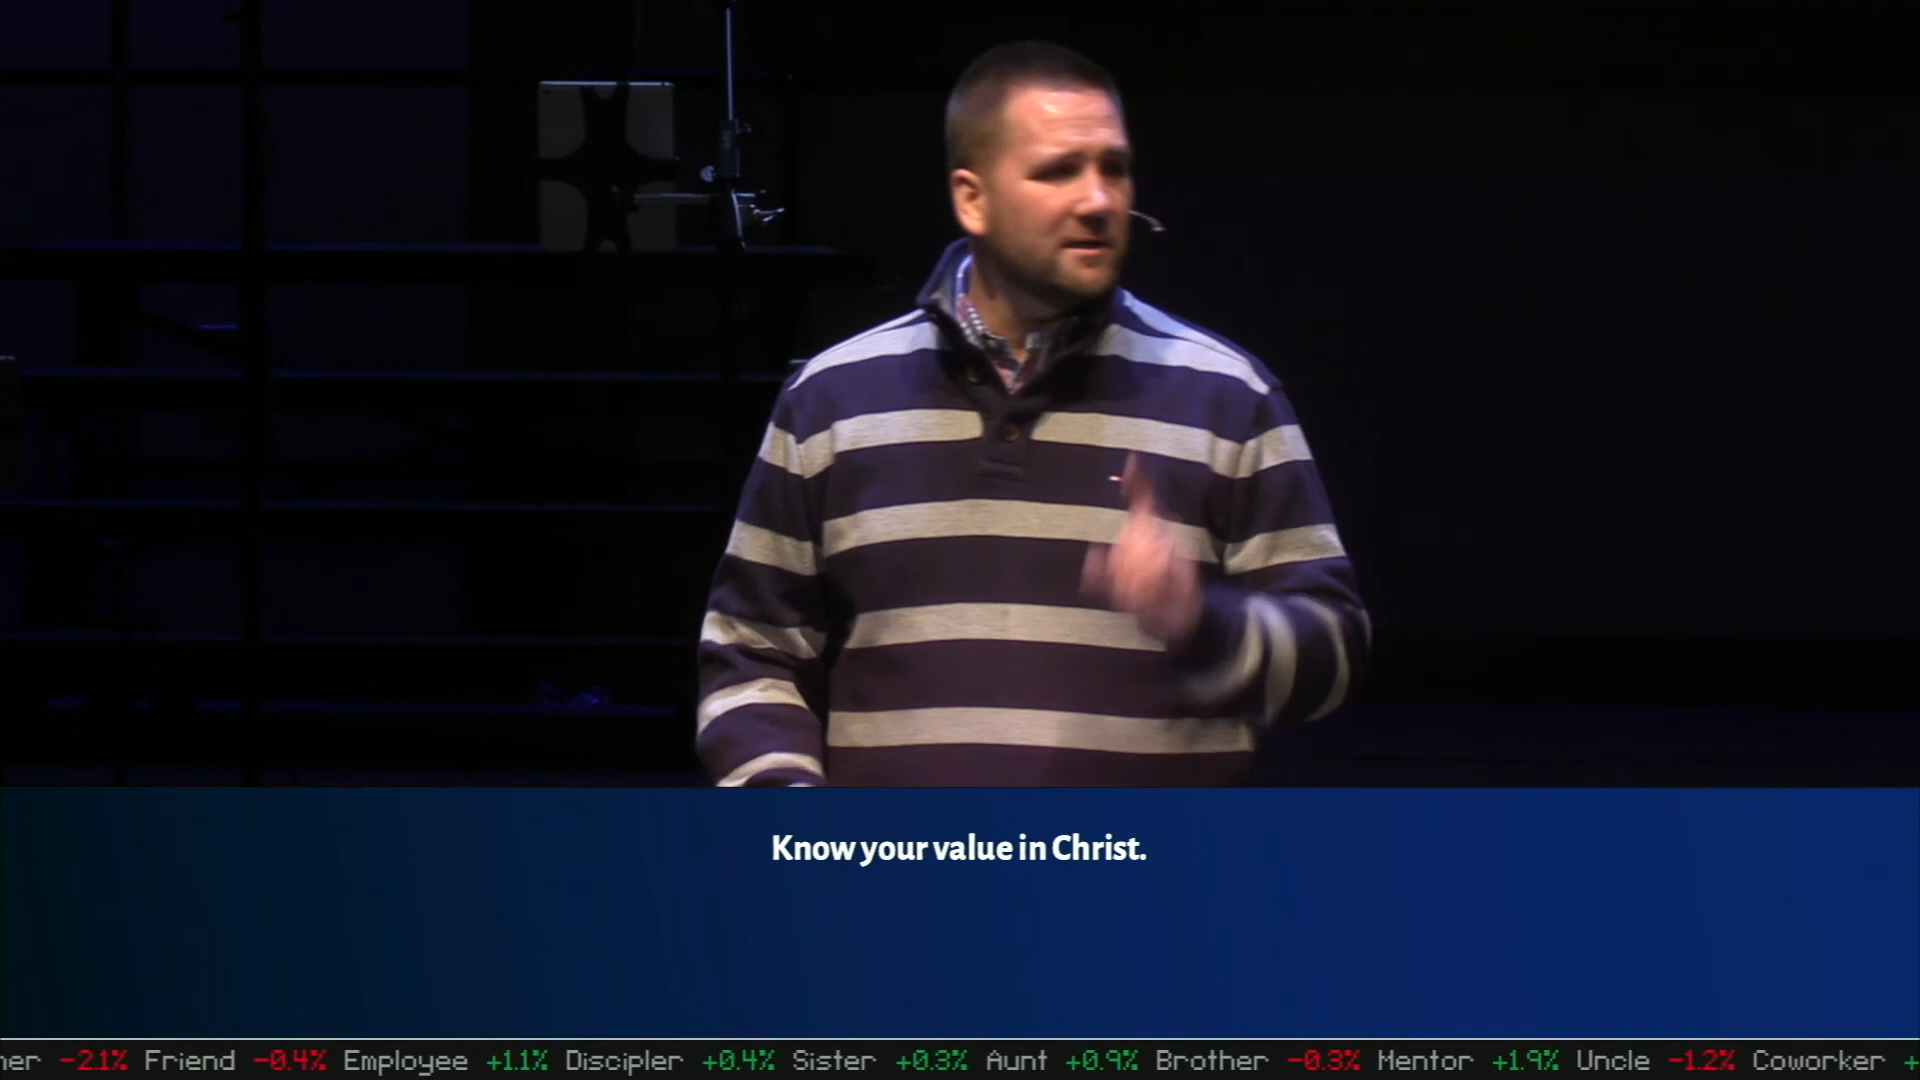 Know your value in Christ.
-2.1% Friend -0.4% Employee +1.1% Discipler +0.4% Sister +0.3% Aunt +0.9% Brother -0.3% Mentor +1.9% Uncle -1.2% Coworker +